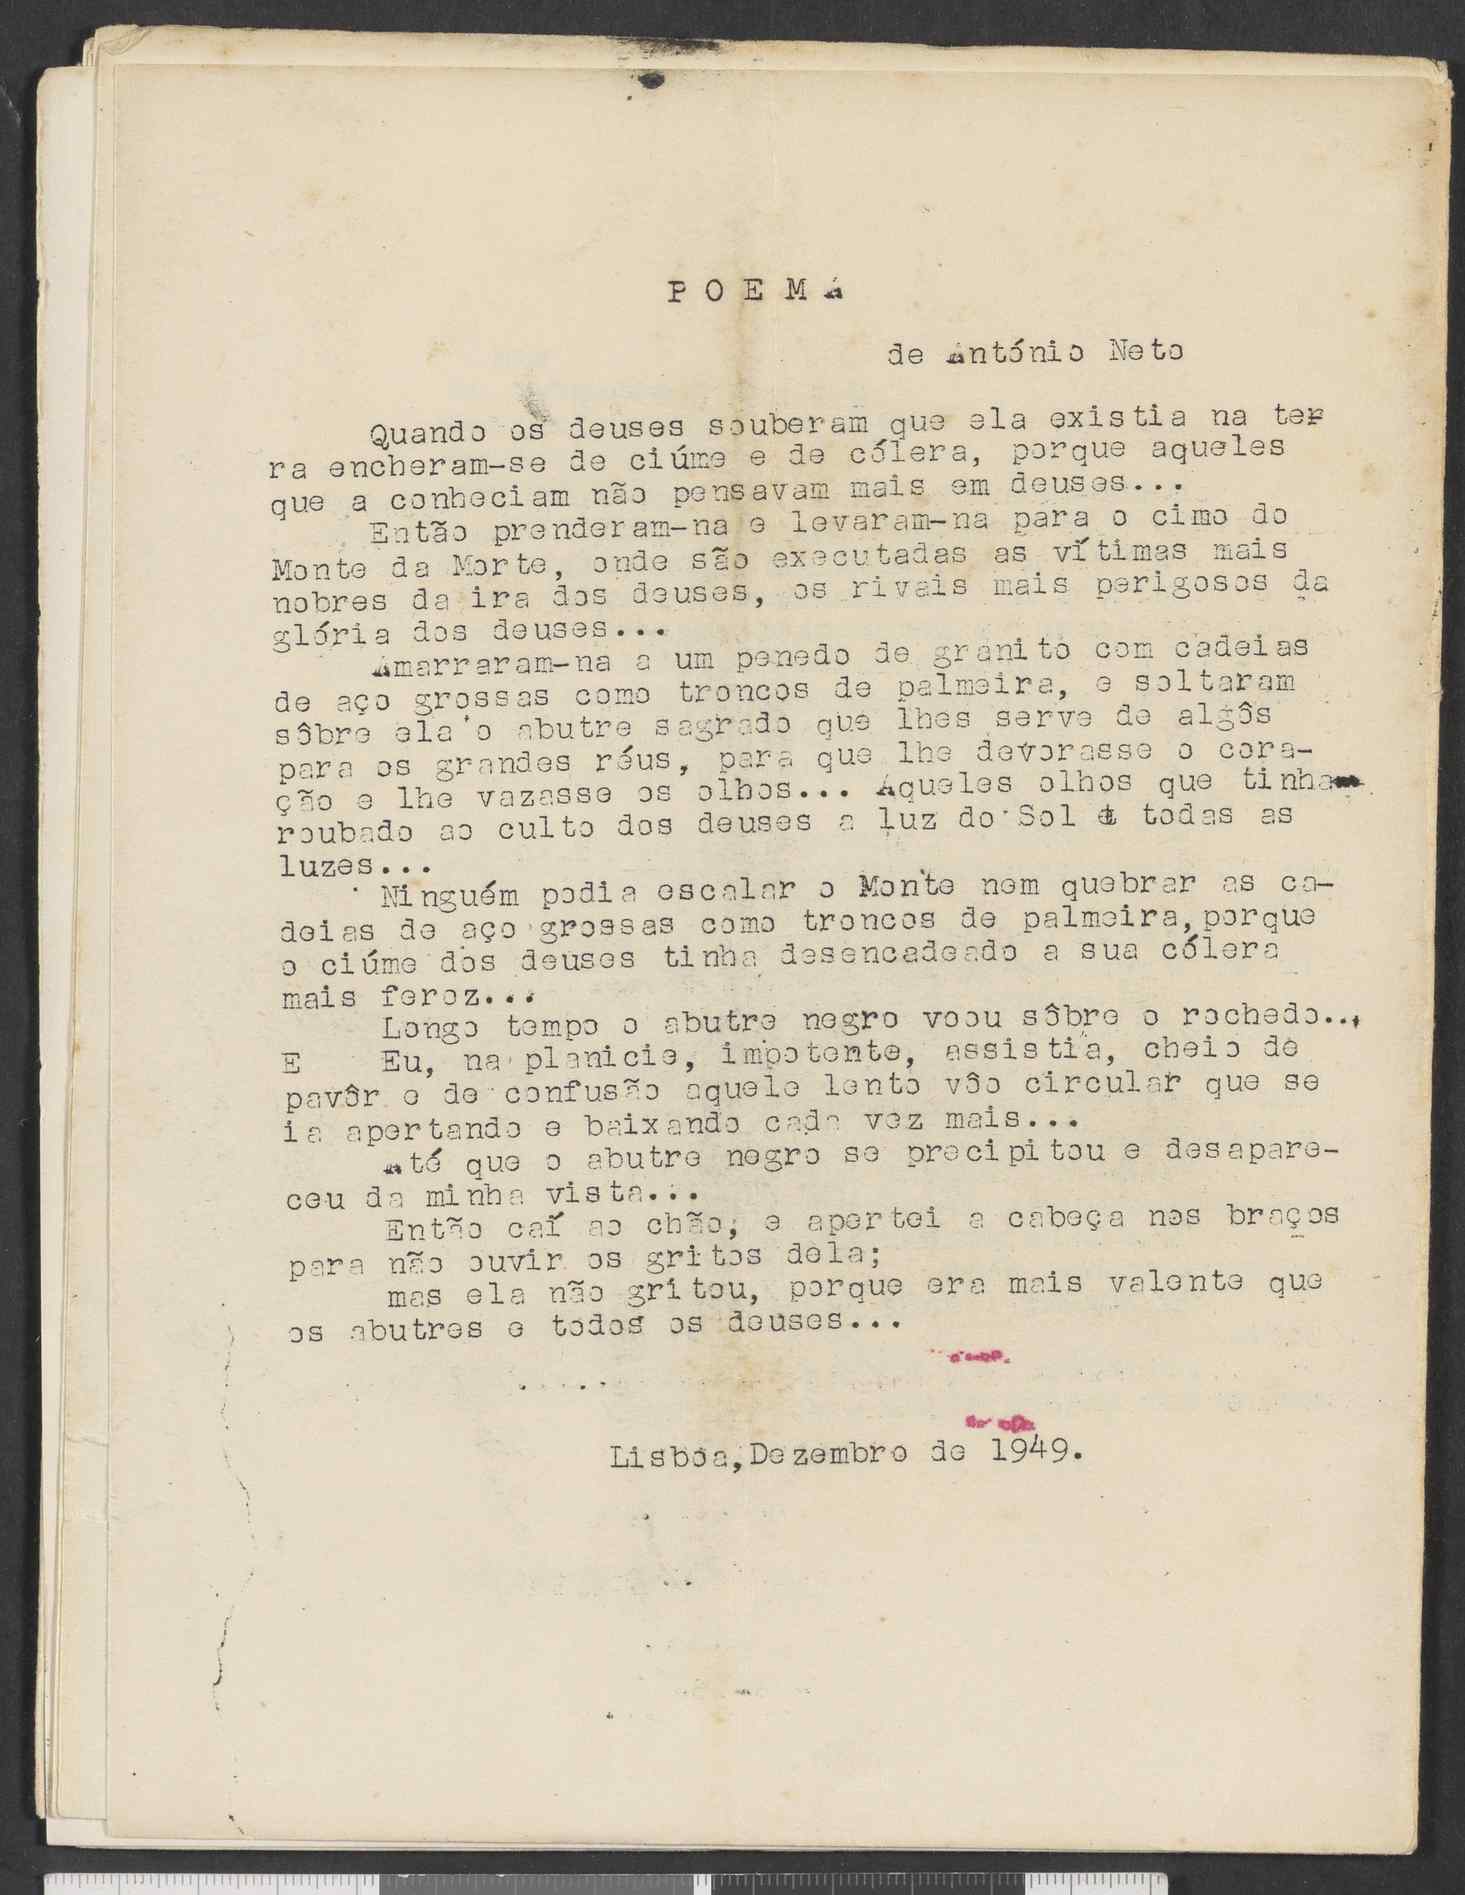 POEMA
de António Neto
Quando os deuses souberam que ela existia na ter
ra encheram-se de ciúme e de cólera, porque aqueles
que a conheciam não pensavam mais em deuses...
Então prenderam-na e levaram-na para o cimo do
Monte da Morte, onde são executadas as vítimas mais
nobres da ira dos deuses, os rivais mais perigosos da
glória dos deuses...
Amarraram-na a um penedo de granito com cadeias
de aço grossas como troncos de palmeira, e soltaram
sôbre ela o abutre sagrado que lhes serve de algôs
para os grandes réus, para que lhe devorasse o cora-
ção e lhe vazasse os olhos... Aqueles olhos que tinham
roubado ao culto dos deuses a luz do Sol e todas as
luzes...
Ninguém podia escalar o Monte nem quebrar as ca-
deias de aço grossas como troncos de palmeira,porque
o ciúme dos deuses tinha desencadeado a sua cólera
mais feroz...
Longo tempo o abutre negro voou sôbre o rochedo...
E Eu, na planicie, impotente, assistia, cheio de
pavôr e de confusão aquele lento vôo circular que se
ia apertando e baixando cada vez mais...
Até que o abutre negro se precipitou e desapare-
ceu da minha vista...
Então caí ao chão, e apertei a cabeça nos braços
para não ouvir os gritos dela;
mas ela não gritou, porque era mais valente que
os abutres e todos os deuses...
Lisboa,Dezembro de 1949.